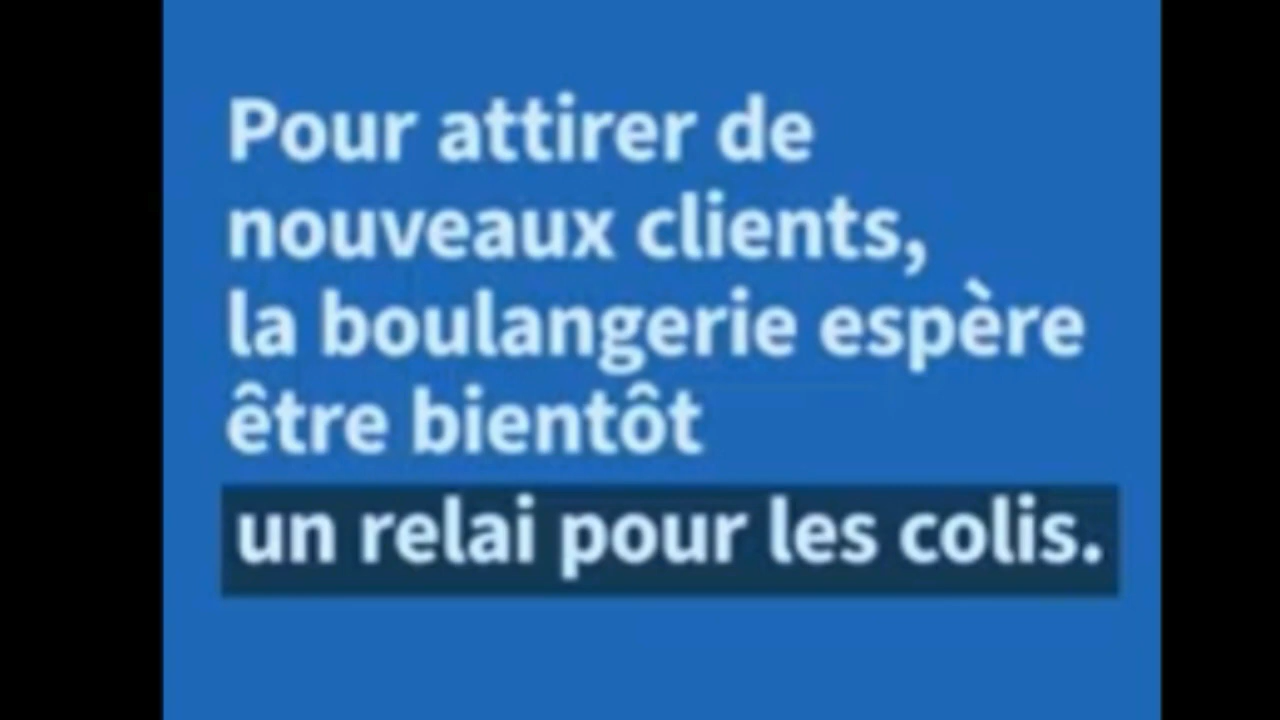 Pour attirer de
nouveaux clients,
la boulangerie espère
être bientôt
un relai pour les colis.